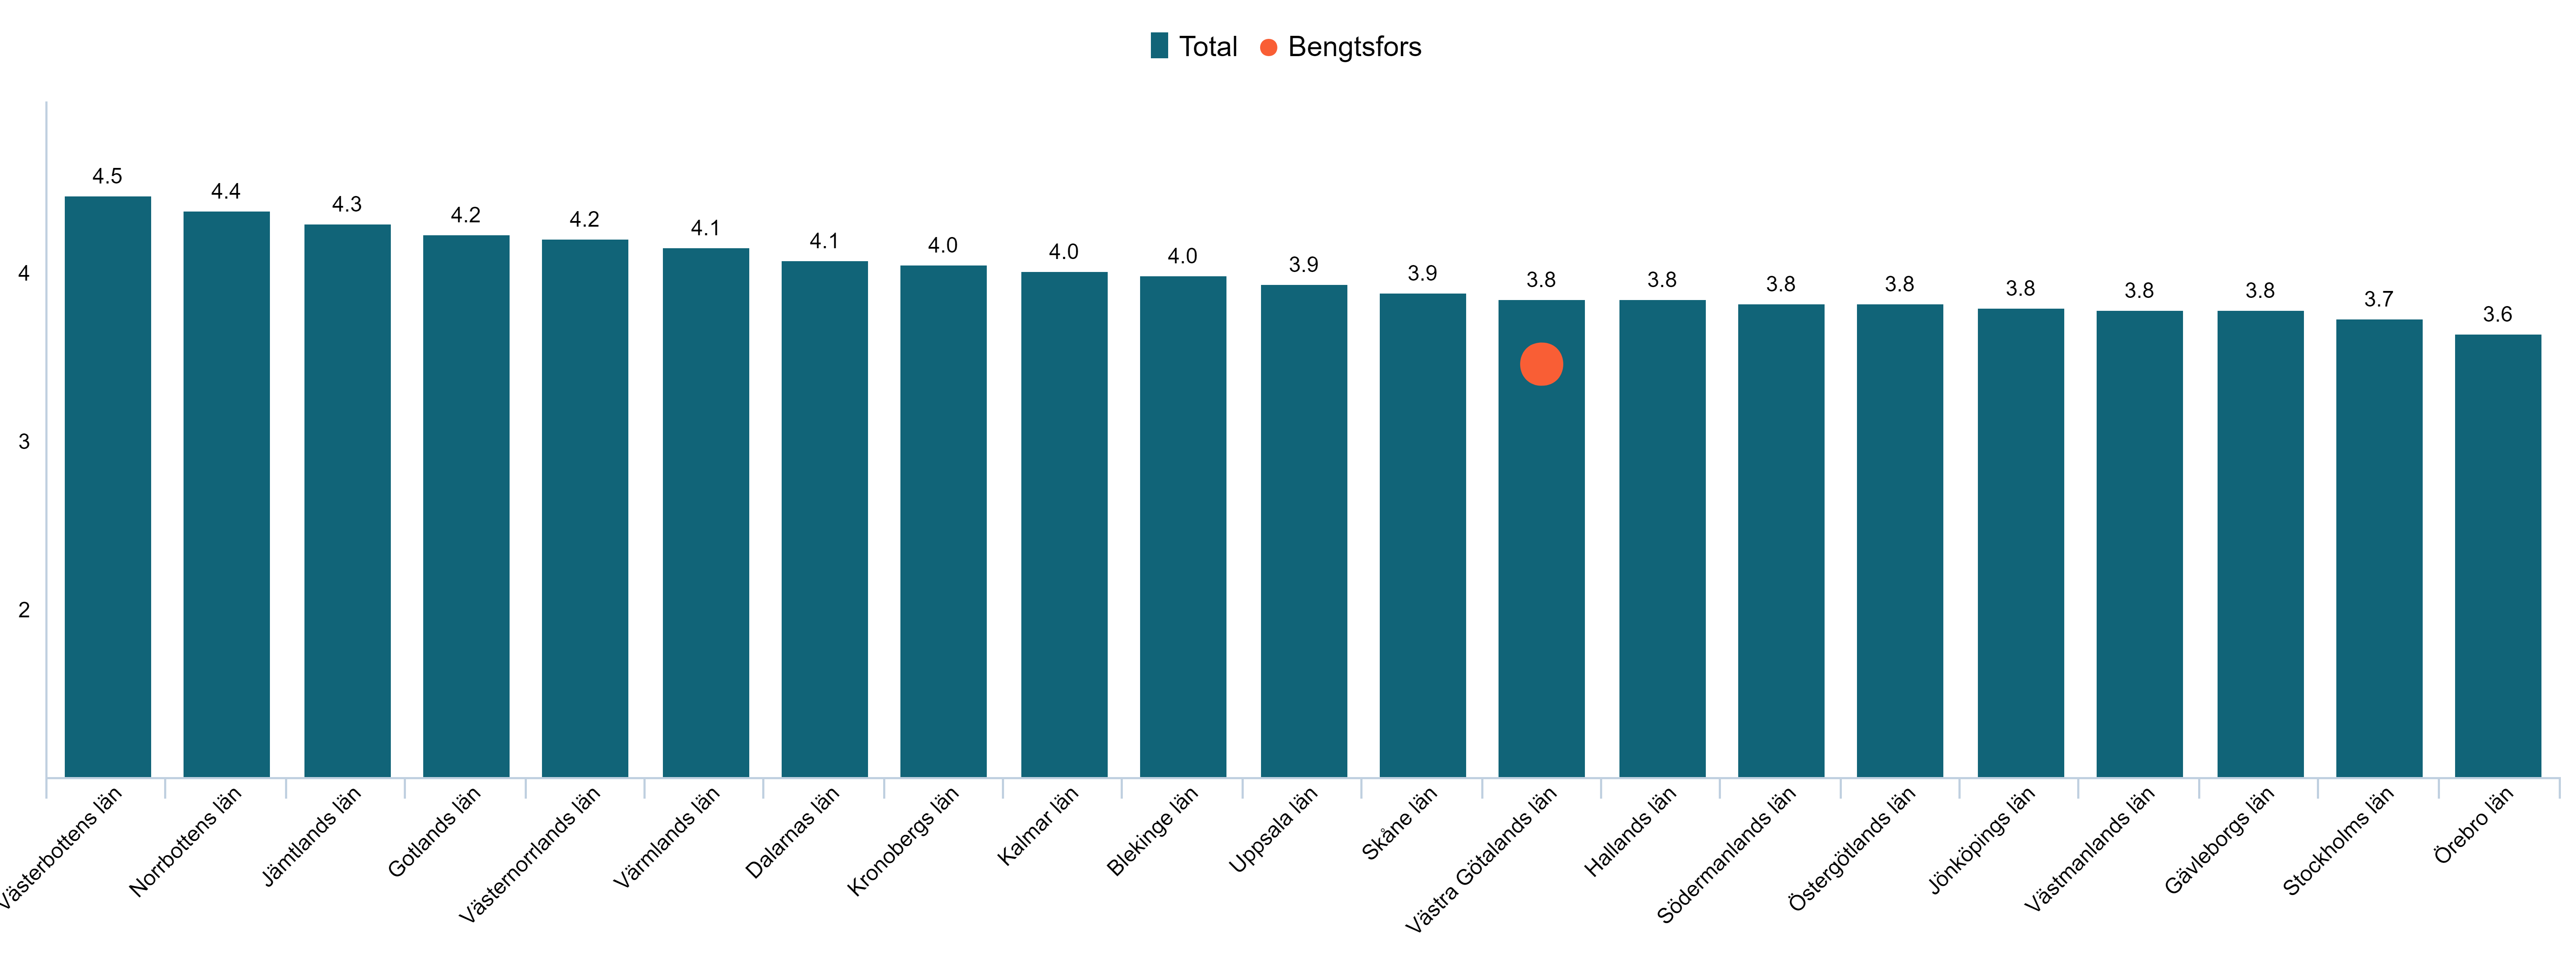 Total Bengtsfors
4.5 4.4 4.3 4.2 4.2 4.1 4.1 4.0 4.0 4.0 3.9 3.9 3.8 3.8 3.8 3.8 3.8 3.8 3.8 3.7 3.6
4
3
2
Västerbottens län
Norrbottens län
Jämtlands län
Gotlands län
Västernorrlands län
Värmlands län
Dalarnas län
Kronobergs län
Kalmar län
Blekinge län
Uppsala län
Skåne län
Västra Götalands län
Hallands län
Södermanlands län
Östergötlands län
Jönköpings län
Västmanlands län
Gävleborgs län
Stockholms län
Örebro län